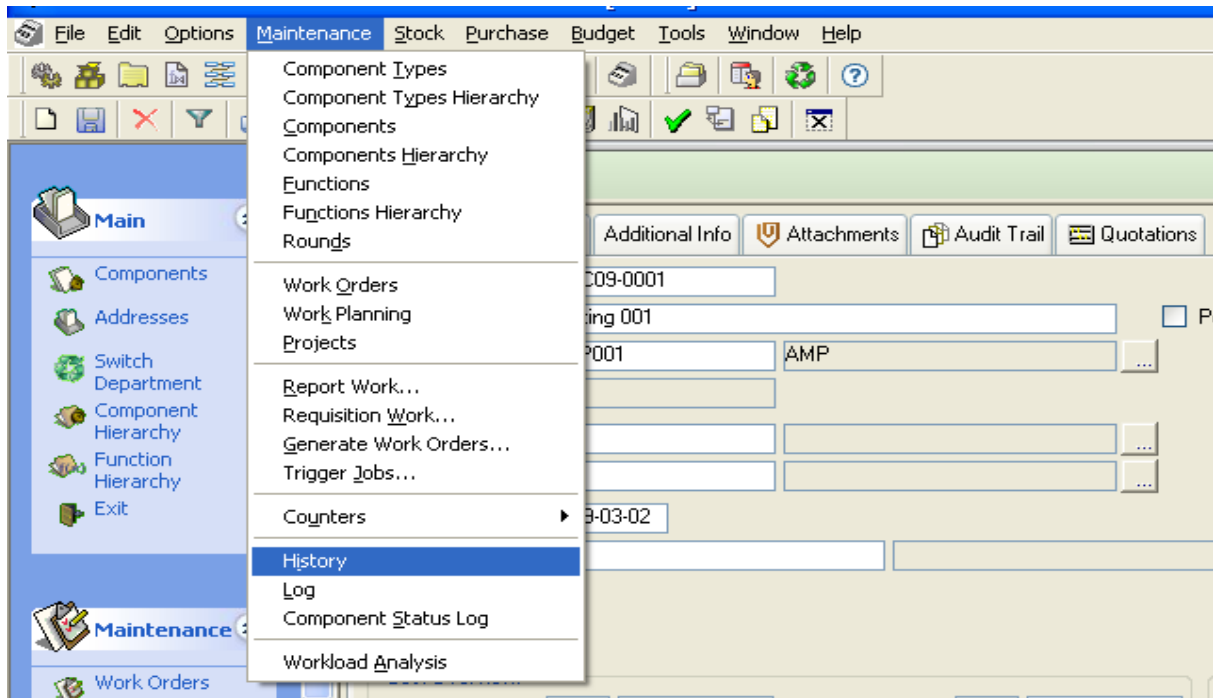 File Edit Options Maintenance Stock Purchase Budget Tools Window Help
Component Types
Component Types Hierarchy
Components
Components Hierarchy
Functions
Functions Hierarchy
Rounds
Work Orders
Work Planning
Projects
Report Work...
Requisition Work...
Generate Work Orders...
Trigger Jobs...
Counters
History
Log
Component Status Log
Workload Analysis
Main
Components
Addresses
Switch
Department
Component
Hierarchy
Function
Hierarchy
Exit
Maintenance
Work Orders
Additional Info Attachments Audit Trail Quotations
C09-0001
ting 001
P001 AMP ...
...
...
9-03-02